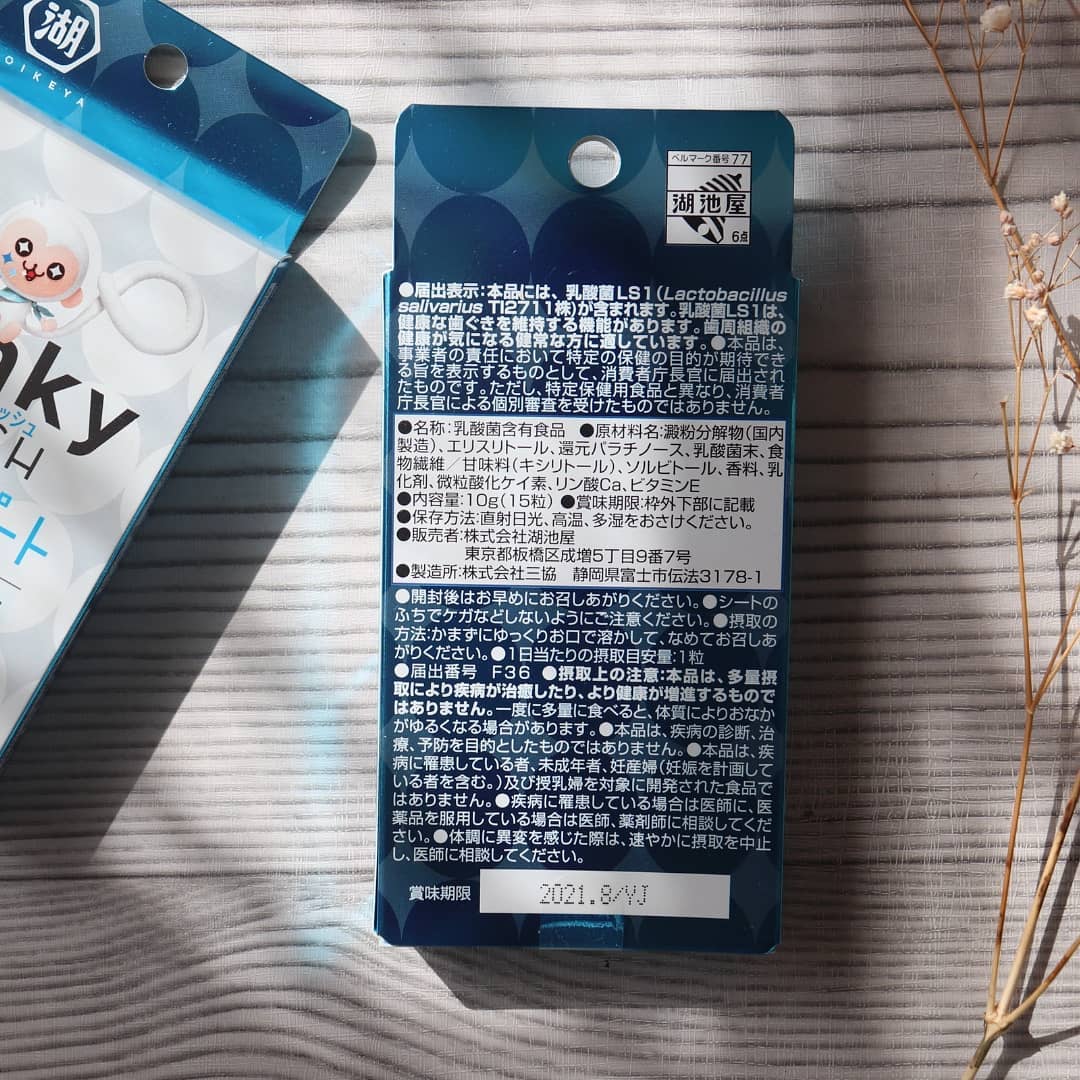 湖
OIKEYA
nky
ッシュ
SH
ポート
ベルマーク番号 77
湖池屋
6点
●届出表示:本品には、乳酸菌LS1(Lactobacillus
salivarius TI2711株)が含まれます。乳酸菌LS1は、
健康な歯ぐきを維持する機能があります。歯周組織の
健康が気になる健常な方に適しています。●本品は、
事業者の責任において特定の保健の目的が期待でき
る旨を表示するものとして、消費者庁長官に届出され
たものです。ただし、特定保健用食品と異なり、消費者
庁長官による個別審査を受けたものではありません。
●名称:乳酸菌含有食品 ●原材料名:澱粉分解物(国内
製造)、エリスリトール、還元パラチノース、乳酸菌末、食
物繊維/甘味料(キシリトール)、ソルビトール、香料、乳
化剤、微粒酸化ケイ素、リン酸Ca、ビタミンE
●内容量:10g(15粒) ●賞味期限:枠外下部に記載
●保存方法:直射日光、高温、多湿をおさけください。
●販売者:株式会社湖池屋
東京都板橋区成増5丁目9番7号
●製造所:株式会社三協 静岡県富士市伝法3178-1
●開封後はお早めにお召しあがりください。●シートの
ふちでケガなどしないようにご注意ください。●摂取の
方法:かまずにゆっくりお口で溶かして、なめてお召しあ
がりください。●1日当たりの摂取目安量:1粒
●届出番号 F36 ●摂取上の注意:本品は、多量摂
取により疾病が治癒したり、より健康が増進するもので
はありません。一度に多量に食べると、体質によりおなか
がゆるくなる場合があります。●本品は、疾病の診断、治
療、予防を目的としたものではありません。●本品は、疾
病に罹患している者、未成年者、妊産婦(妊娠を計画して
いる者を含む。)及び授乳婦を対象に開発された食品で
はありません。●疾病に罹患している場合は医師に、医
薬品を服用している場合は医師、薬剤師に相談してくだ
さい。●体調に異変を感じた際は、速やかに摂取を中止
し、医師に相談してください。
賞味期限 2021.8/YJ